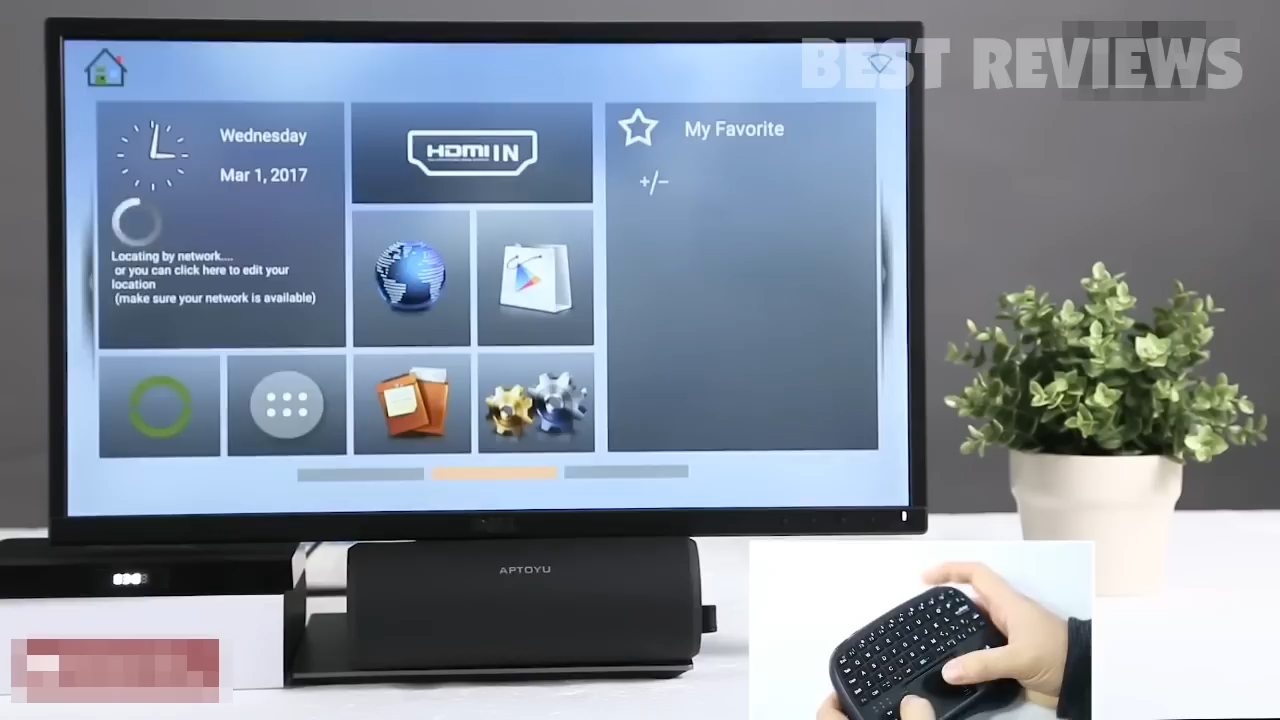 BEST REVIEWS
Wednesday
Mar 1, 2017
Locating by network....
or you can click here to edit your
location
(make sure your network is available)
HDMI IN
My Favorite
+/-
APTOYU